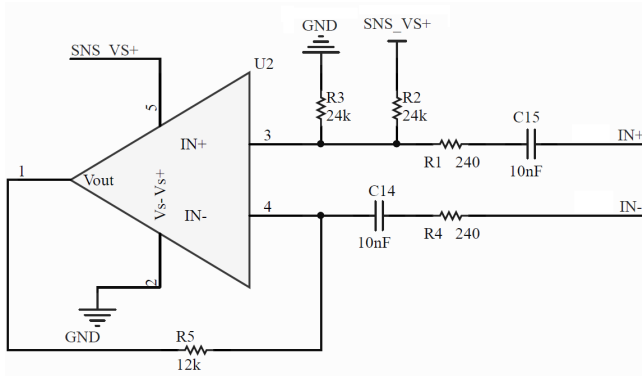 GND
SNS_VS+
SNS_VS+
U2
R3
24k
R2
24k
C15
5
IN+
3
IN+
R1 240
10nF
1
Vout
Vs- Vs+
C14
IN-
4
IN-
10nF
R4 240
2
GND
R5
12k